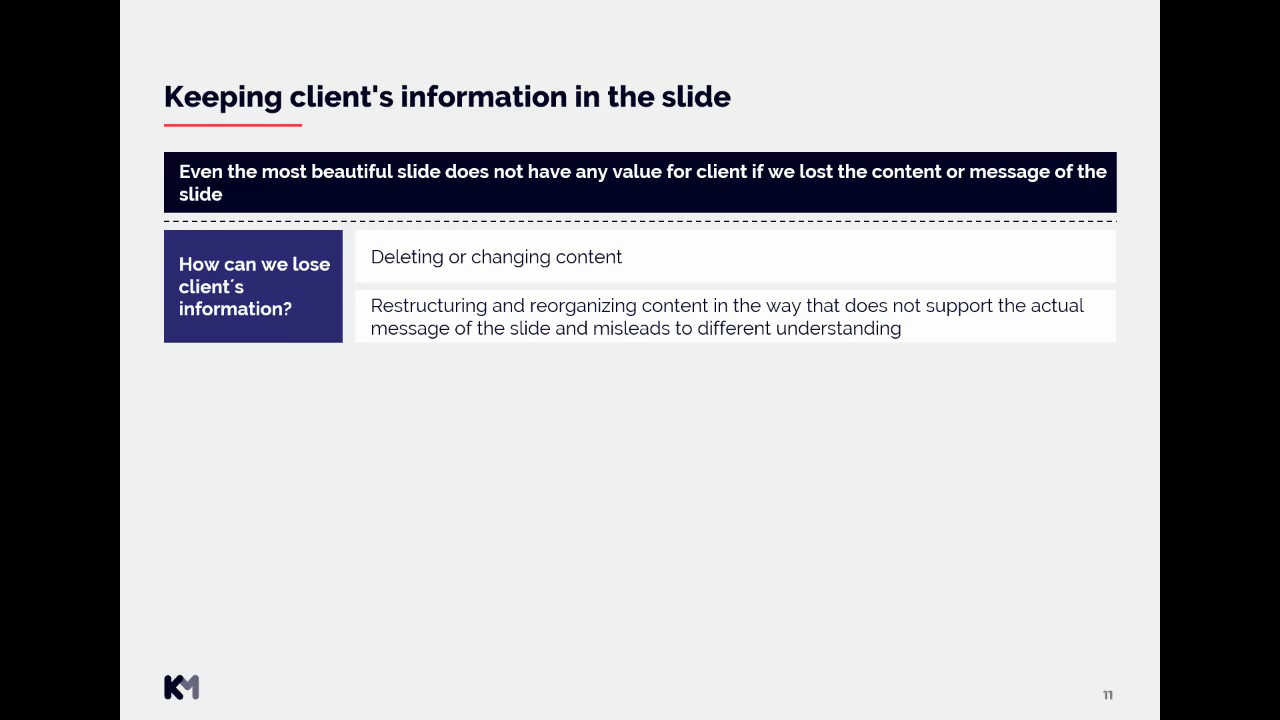 Keeping client's information in the slide
Even the most beautiful slide does not have any value for client if we lost the content or message of the
slide
How can we lose
client´s
information?
Deleting or changing content
Restructuring and reorganizing content in the way that does not support the actual
message of the slide and misleads to different understanding
KM
11